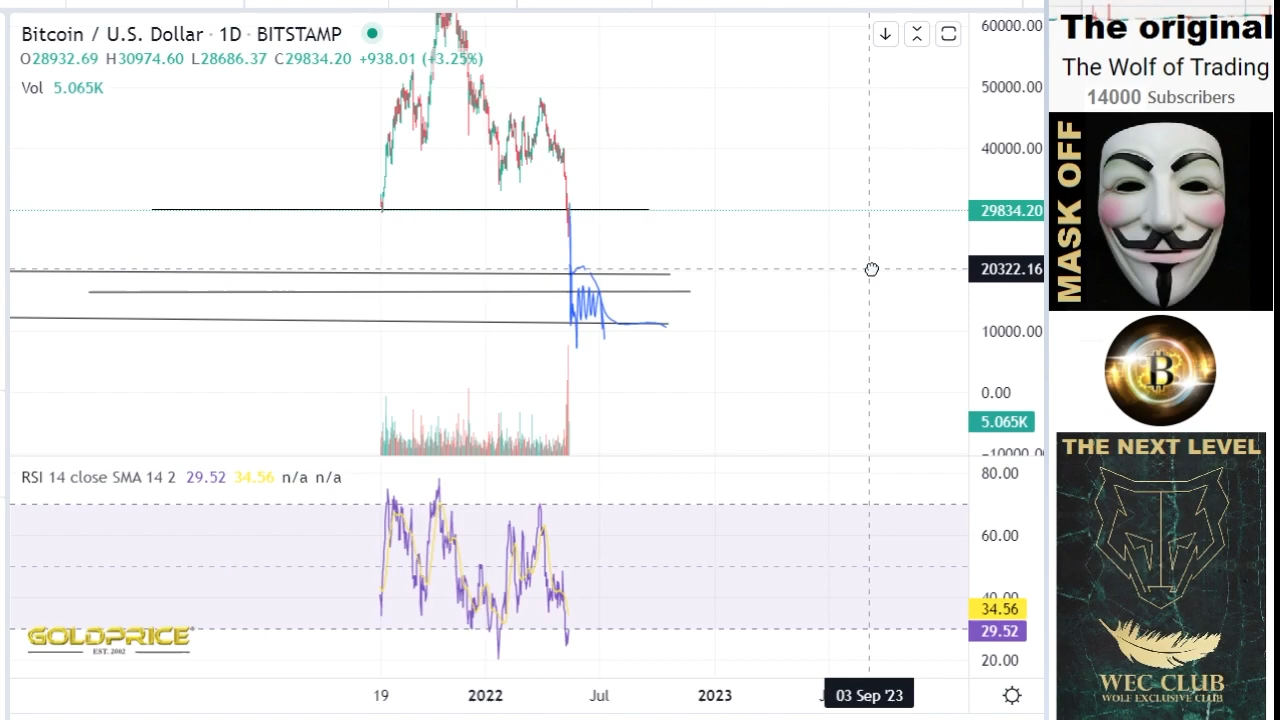 Bitcoin / U.S. Dollar · 1D · BITSTAMP
O28932.69 H30974.60 L28686.37 C29834.20 +938.01 (+3.25%)
Vol 5.065K
60000.00
50000.00
40000.00
29834.20
20322.16
10000.00
0.00
5.065K
-10000.00
RSI 14 close SMA 14 2 29.52 34.56 n/a n/a
80.00
60.00
40.00
34.56
29.52
20.00
GOLDPRICE
EST. 2002
19
2022
Jul
2023
03 Sep '23
The original
The Wolf of Trading
14000 Subscribers
MASK OFF
B
THE NEXT LEVEL
WEC CLUB
WOLF EXCLUSIVE CLUB